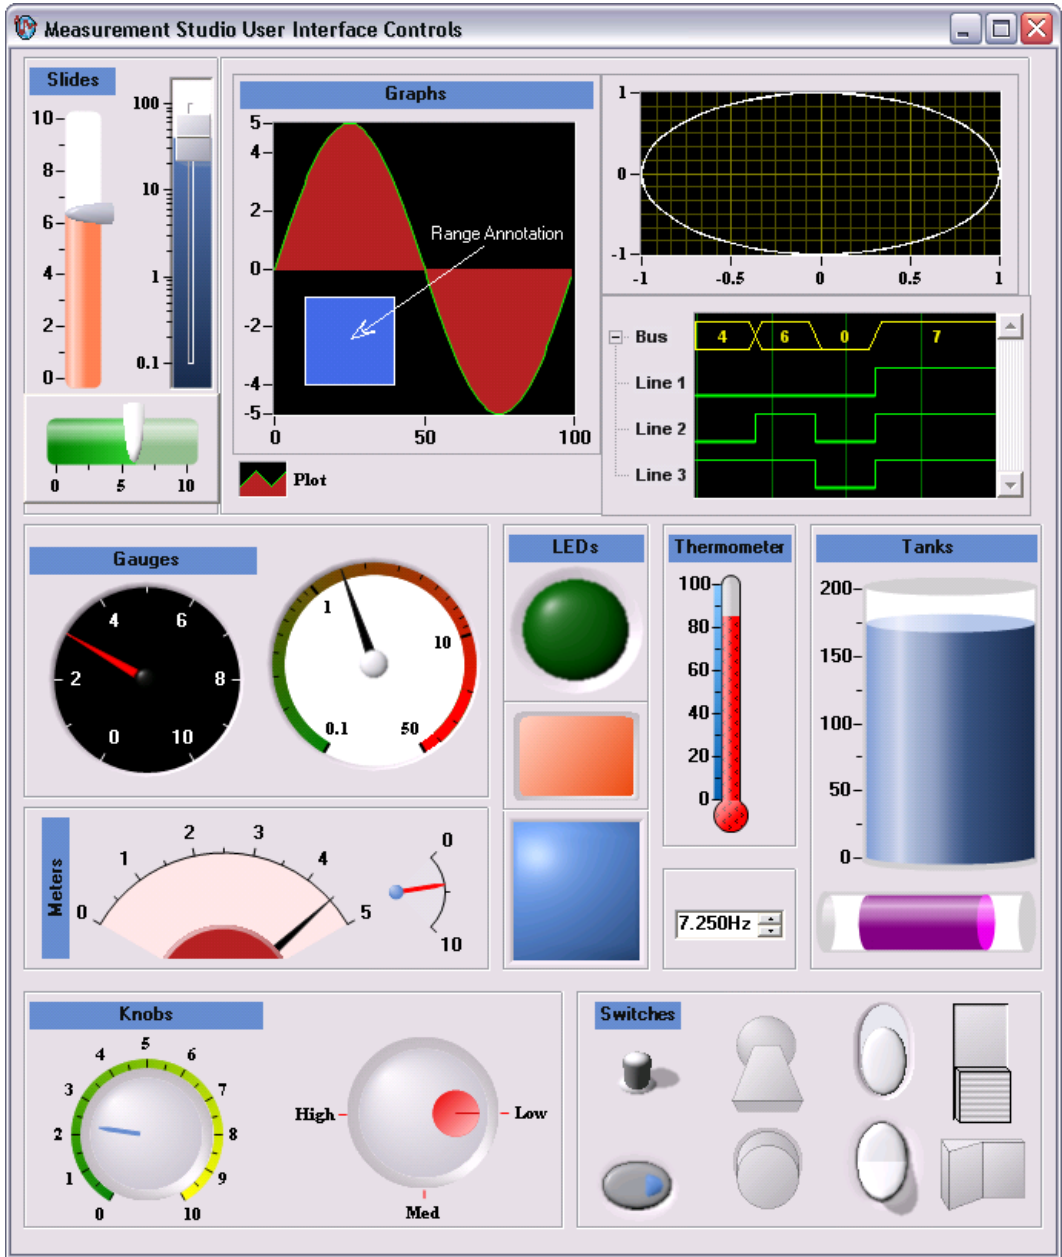 Measurement Studio User Interface Controls
Slides
10
8
6
4
2
0
100
10
1
0.1
0 5 10
Graphs
5
4
2
0
-2
-4
-5
0 50 100
Range Annotation
Plot
1
0
-1
-1 -0.5 0 0.5 1
Bus 4 6 0 7
Line 1
Line 2
Line 3
Gauges
0 2 4 6 8 10
0.1 1 10 50
LEDs
Thermometer
100
80
60
40
20
0
Tanks
200
150
100
50
0
Meters
0 1 2 3 4 5
0
10
7.250Hz
Knobs
0 1 2 3 4 5 6 7 8 9 10
High Low
Med
Switches